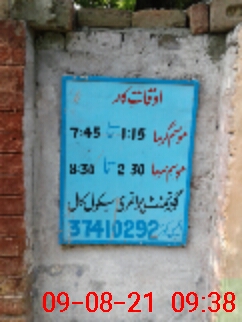 اوقات کار
موسم گرما 1:15 تا 7:45
موسم سرما 2:30 تا 8:30
گورنمنٹ پرائمری سکول کال
37410292
09-08-21 09:38